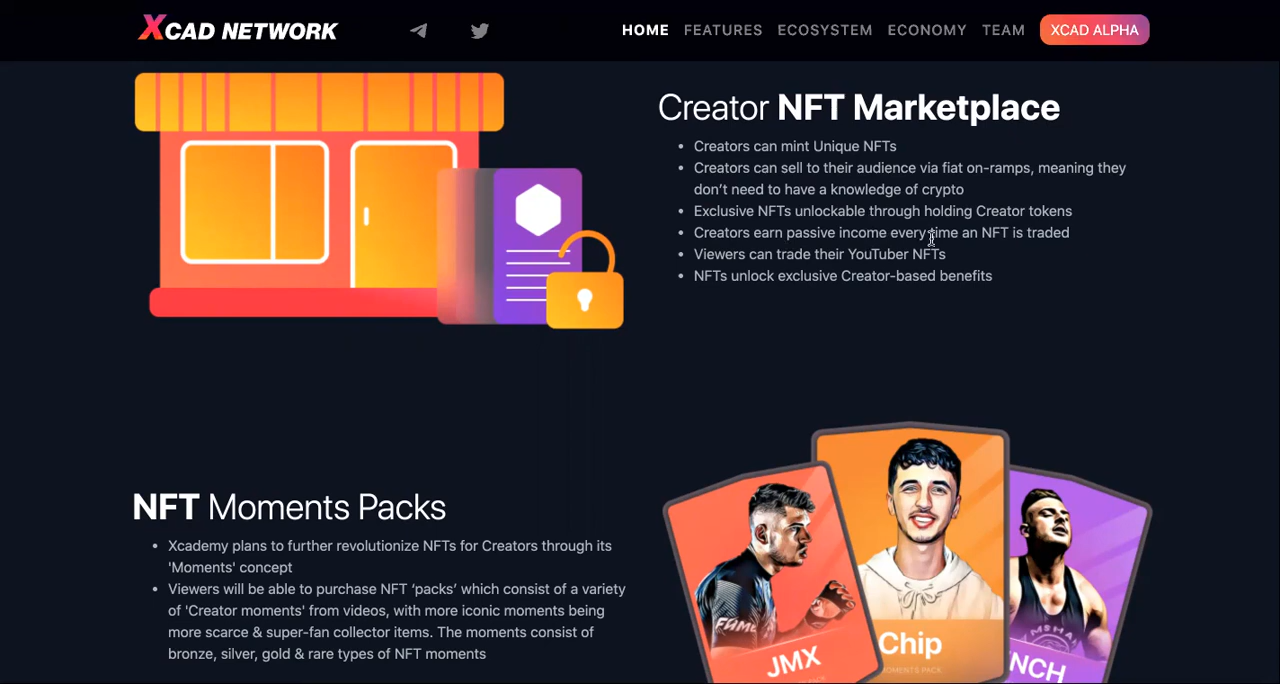 XCAD NETWORK
HOME FEATURES ECOSYSTEM ECONOMY TEAM XCAD ALPHA
Creator NFT Marketplace
• Creators can mint Unique NFTs
• Creators can sell to their audience via fiat on-ramps, meaning they
don’t need to have a knowledge of crypto
• Exclusive NFTs unlockable through holding Creator tokens
• Creators earn passive income every time an NFT is traded
• Viewers can trade their YouTuber NFTs
• NFTs unlock exclusive Creator-based benefits
NFT Moments Packs
• Xcademy plans to further revolutionize NFTs for Creators through its
'Moments' concept
• Viewers will be able to purchase NFT ‘packs’ which consist of a variety
of 'Creator moments' from videos, with more iconic moments being
more scarce & super-fan collector items. The moments consist of
bronze, silver, gold & rare types of NFT moments
JMX
Chip
MOMENTS PACK
NCH